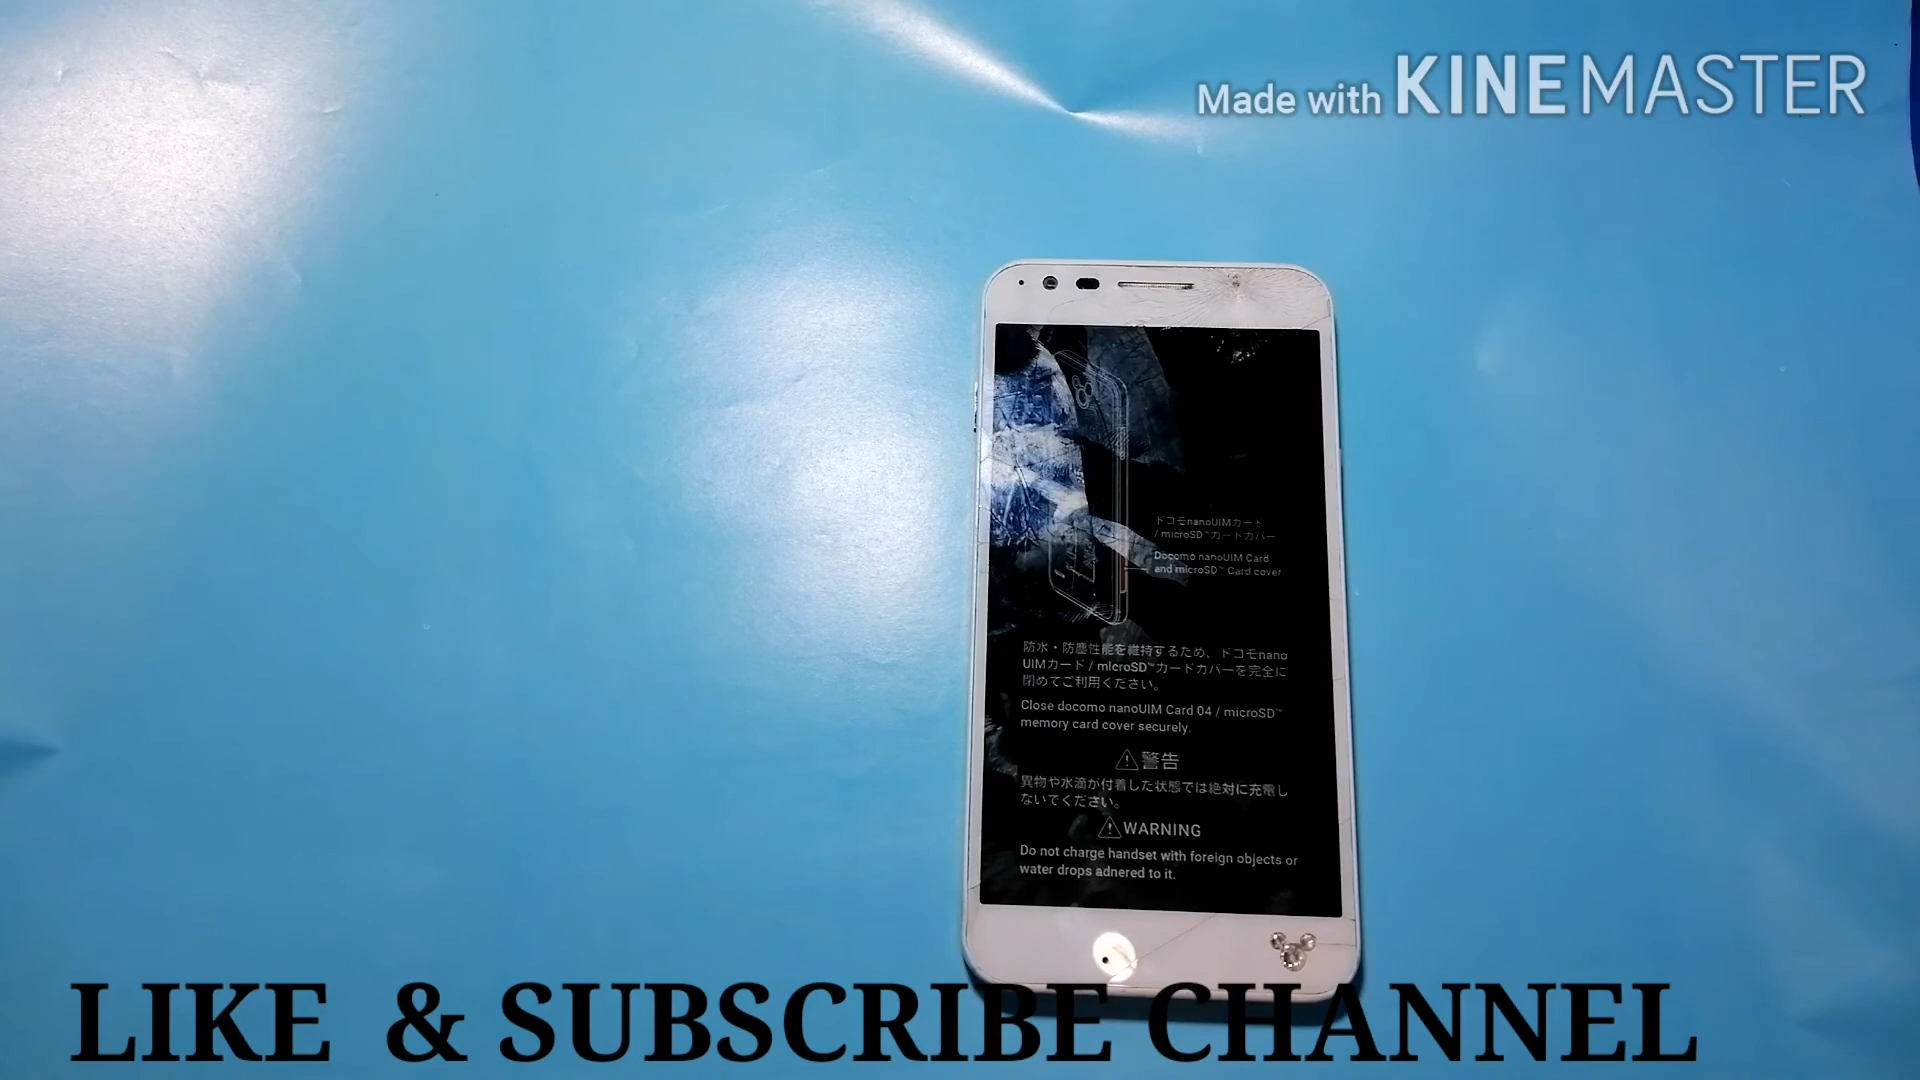 Made with KINEMASTER
ドコモnanoUIMカード
/ microSD™カードカバー
Docomo nanoUIM Card
and microSD™ Card cover
防水・防塵性能を維持するため、ドコモnano
UIMカード / microSD™カードカバーを完全に
閉めてご利用ください。
Close docomo nanoUIM Card 04 / microSD™
memory card cover securely.
警告
異物や水滴が付着した状態では絶対に充電し
ないでください。
WARNING
Do not charge handset with foreign objects or
water drops adhered to it.
LIKE & SUBSCRIBE CHANNEL